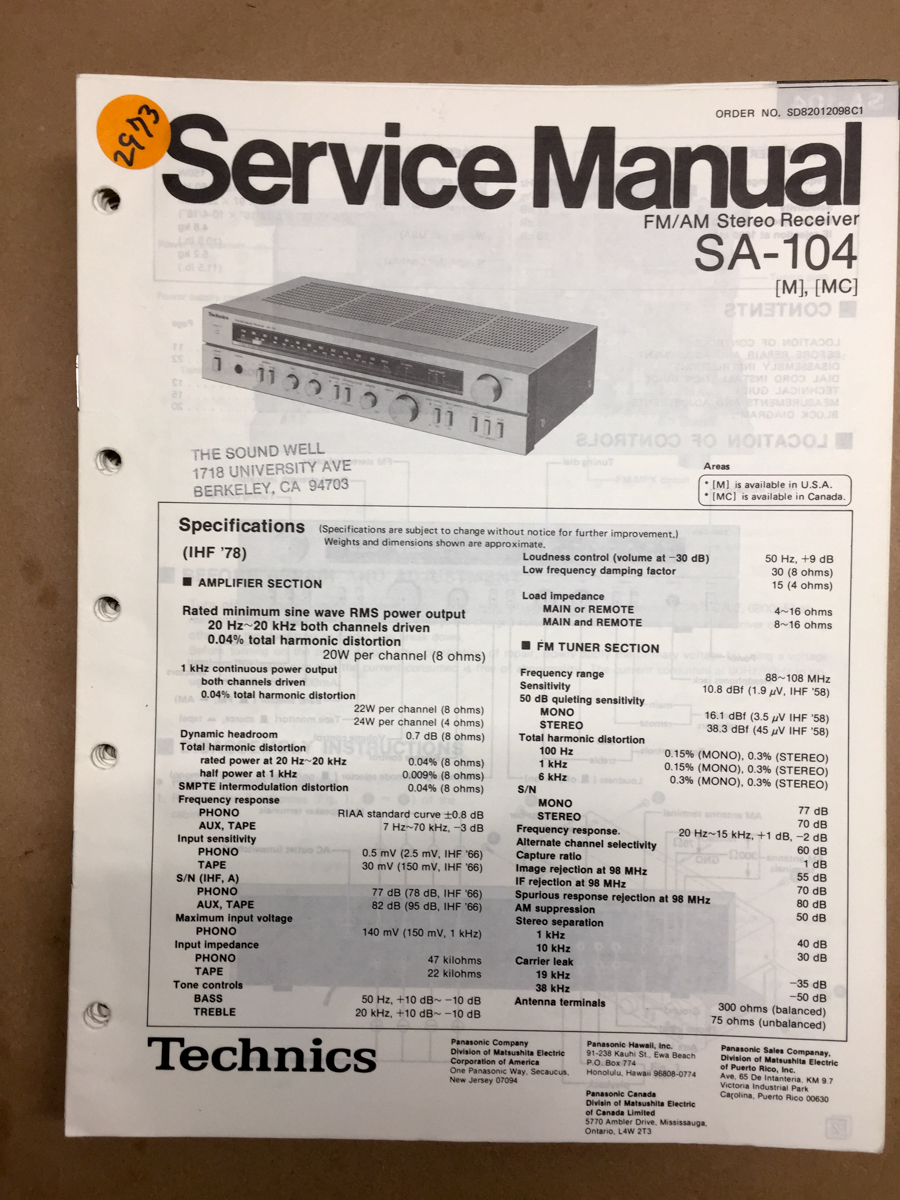 2973
ORDER NO. SD82012098C1
Service Manual
FM/AM Stereo Receiver
SA-104
[M], [MC]
Technics
THE SOUND WELL
1718 UNIVERSITY AVE
BERKELEY, CA 94703
Areas
* [M] is available in U.S.A.
* [MC] is available in Canada.
Specifications (Specifications are subject to change without notice for further improvement.)
Weights and dimensions shown are approximate.
(IHF '78)
■ AMPLIFIER SECTION
Rated minimum sine wave RMS power output
20 Hz~20 kHz both channels driven
0.04% total harmonic distortion
20W per channel (8 ohms)
1 kHz continuous power output
both channels driven
0.04% total harmonic distortion
22W per channel (8 ohms)
24W per channel (4 ohms)
Dynamic headroom 0.7 dB (8 ohms)
Total harmonic distortion
rated power at 20 Hz~20 kHz 0.04% (8 ohms)
half power at 1 kHz 0.009% (8 ohms)
SMPTE intermodulation distortion 0.04% (8 ohms)
Frequency response
PHONO RIAA standard curve ±0.8 dB
AUX, TAPE 7 Hz~70 kHz, −3 dB
Input sensitivity
PHONO 0.5 mV (2.5 mV, IHF '66)
TAPE 30 mV (150 mV, IHF '66)
S/N (IHF, A)
PHONO 77 dB (78 dB, IHF '66)
AUX, TAPE 82 dB (95 dB, IHF '66)
Maximum input voltage
PHONO 140 mV (150 mV, 1 kHz)
Input impedance
PHONO 47 kilohms
TAPE 22 kilohms
Tone controls
BASS 50 Hz, +10 dB~ −10 dB
TREBLE 20 kHz, +10 dB~ −10 dB
Loudness control (volume at −30 dB) 50 Hz, +9 dB
Low frequency damping factor 30 (8 ohms)
15 (4 ohms)
Load impedance
MAIN or REMOTE 4~16 ohms
MAIN and REMOTE 8~16 ohms
■ FM TUNER SECTION
Frequency range 88~108 MHz
Sensitivity 10.8 dBf (1.9 µV, IHF '58)
50 dB quieting sensitivity
MONO 16.1 dBf (3.5 µV IHF '58)
STEREO 38.3 dBf (45 µV IHF '58)
Total harmonic distortion
100 Hz 0.15% (MONO), 0.3% (STEREO)
1 kHz 0.15% (MONO), 0.3% (STEREO)
6 kHz 0.3% (MONO), 0.3% (STEREO)
S/N
MONO 77 dB
STEREO 70 dB
Frequency response. 20 Hz~15 kHz, +1 dB, −2 dB
Alternate channel selectivity 60 dB
Capture ratio 1 dB
Image rejection at 98 MHz 55 dB
IF rejection at 98 MHz 70 dB
Spurious response rejection at 98 MHz 80 dB
AM suppression 50 dB
Stereo separation
1 kHz 40 dB
10 kHz 30 dB
Carrier leak
19 kHz −35 dB
38 kHz −50 dB
Antenna terminals 300 ohms (balanced)
75 ohms (unbalanced)
Technics
Panasonic Company
Division of Matsushita Electric
Corporation of America
One Panasonic Way, Secaucus,
New Jersey 07094
Panasonic Hawaii, Inc.
91-238 Kauhi St., Ewa Beach
P.O. Box 774
Honolulu, Hawaii 96808-0774
Panasonic Canada
Divisin of Matsushita Electric
of Canada Limited
5770 Ambler Drive, Mississauga,
Ontario, L4W 2T3
Panasonic Sales Companay,
Division of Matsushita Electric
of Puerto Rico, Inc.
Ave, 65 De Intanteria, KM 9.7
Victoria Industrial Park
Carolina, Puerto Rico 00630